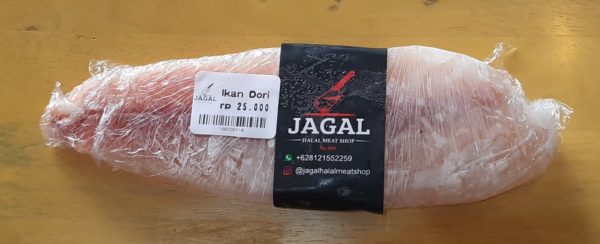 JAGAL
Ikan Dori
rp 25.000
JAGAL
HALAL MEAT SHOP
+628121552259
@jagalhalalmeatshop